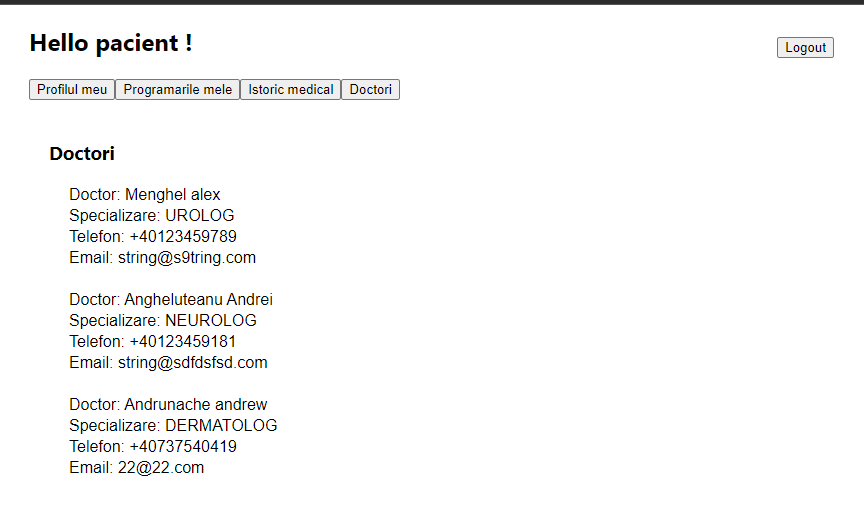 Hello pacient !
Logout
Profilul meu Programarile mele Istoric medical Doctori
Doctori
Doctor: Menghel alex
Specializare: UROLOG
Telefon: +40123459789
Email: string@s9tring.com
Doctor: Angheluteanu Andrei
Specializare: NEUROLOG
Telefon: +40123459181
Email: string@sdfdsfsd.com
Doctor: Andrunache andrew
Specializare: DERMATOLOG
Telefon: +40737540419
Email: 22@22.com